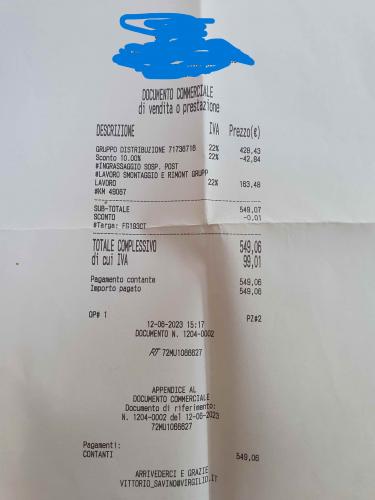 DOCUMENTO COMMERCIALE
di vendita o prestazione
DESCRIZIONE IVA Prezzo(€)
GRUPPO DISTRIBUZIONE 71736716 22% 428,43
Sconto 10.00% 22% -42,84
#INGRASSAGGIO SOSP. POST
#LAVORO SMONTAGGIO E RIMONT GRUPP
LAVORO 22% 163,48
#KM 49067
SUB-TOTALE 549,07
SCONTO -0,01
#Targa: FG193CT
TOTALE COMPLESSIVO 549,06
di cui IVA 99,01
Pagamento contante 549,06
Importo pagato 549,06
OP# 1 PZ#2
12-06-2023 15:17
DOCUMENTO N. 1204-0002
RT 72MU1066627
APPENDICE AL
DOCUMENTO COMMERCIALE
Documento di riferimento:
N. 1204-0002 del 12-06-2023
72MU1066627
Pagamenti:
CONTANTI 549,06
ARRIVEDERCI E GRAZIE
VITTORIO_SAVINO@VIRGILIO.IT